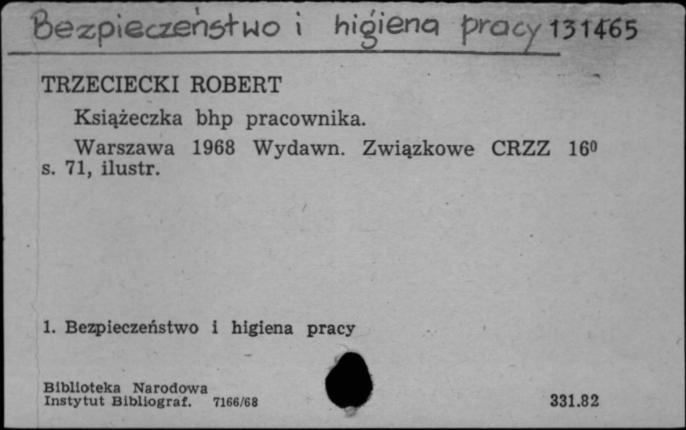 Bezpieczeństwo i higiena pracy 131465
TRZECIECKI ROBERT
Książeczka bhp pracownika.
Warszawa 1968 Wydawn. Związkowe CRZZ 16⁰
s. 71, ilustr.
1. Bezpieczeństwo i higiena pracy
Biblioteka Narodowa
Instytut Bibliograf. 7166/68 331.82